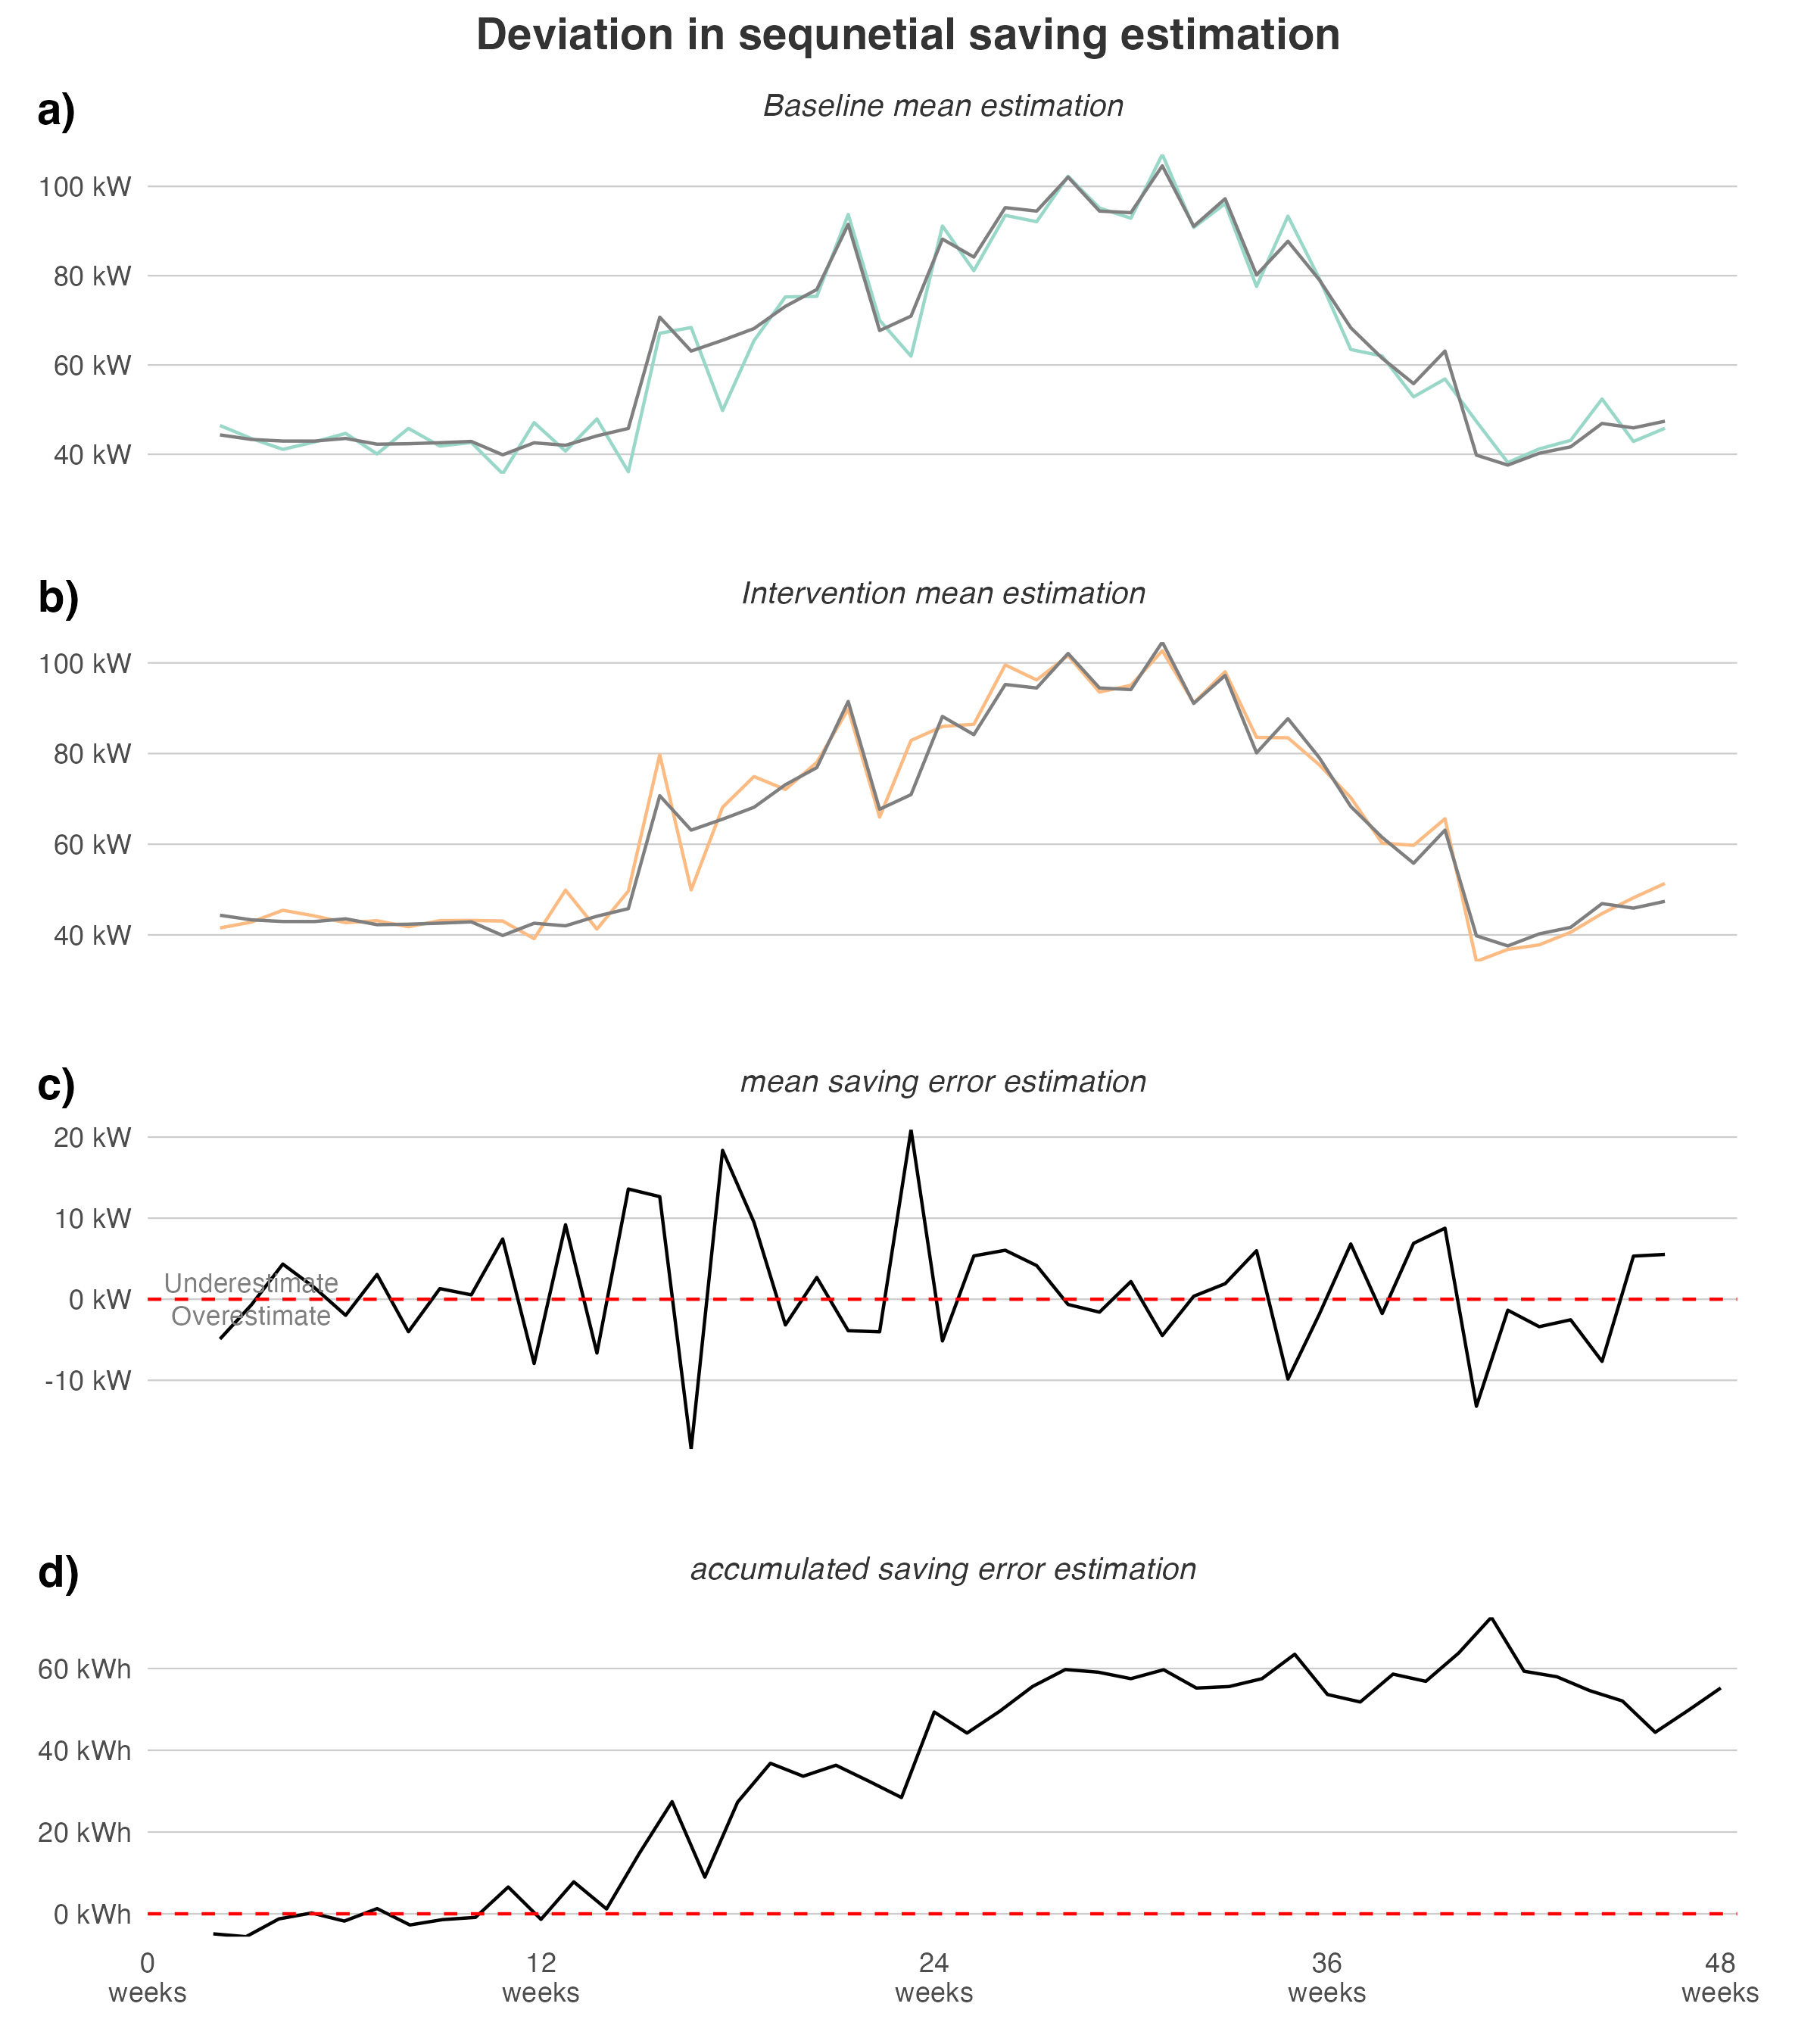 Deviation in sequnetial saving estimation
a)
Baseline mean estimation
100 kW
80 kW
60 kW
40 kW
b)
Intervention mean estimation
100 kW
80 kW
60 kW
40 kW
c)
mean saving error estimation
20 kW
10 kW
Underestimate
0 kW
Overestimate
-10 kW
d)
accumulated saving error estimation
60 kWh
40 kWh
20 kWh
0 kWh
0 12 24 36 48
weeks weeks weeks weeks weeks